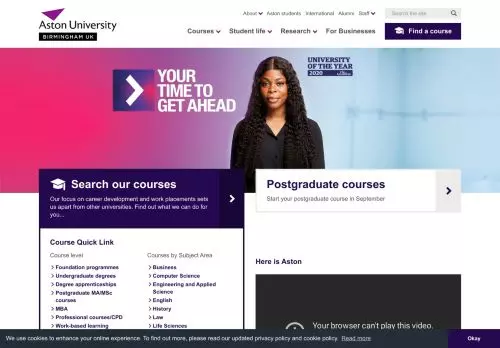 Aston University
BIRMINGHAM UK
About Aston students International Alumni Staff
Search the site
Courses Student life Research For Businesses
Find a course
YOUR
TIME TO
GET AHEAD
UNIVERSITY
OF THE YEAR
2020
Search our courses
Our focus on career development and work placements sets
us apart from other universities. Find out what we can do for
you...
Postgraduate courses
Start your postgraduate course in September
Course Quick Link
Course level
Foundation programmes
Undergraduate degrees
Degree apprenticeships
Postgraduate MA/MSc
courses
MBA
Professional courses/CPD
Work-based learning
Courses by Subject Area
Business
Computer Science
Engineering and Applied
Science
English
History
Law
Life Sciences
Here is Aston
Your browser can't play this video.
We use cookies to enhance your online experience. To find out more, please read our updated privacy policy and cookie policy. Read more
Okay